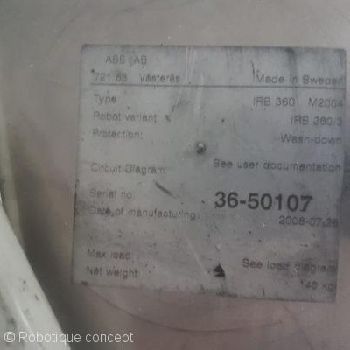 ABB AB
721 68 Västerås Made in Sweden
Type IRB 360 M2004
Robot variant IRB 360/3
Protection: Wash-down
Circuit Diagram: See user documentation
Serial no: 36-50107
Date of manufacturing: 2008-07-28
Max load: See load diagram
Net weight: 145 kg
© Robotique concept